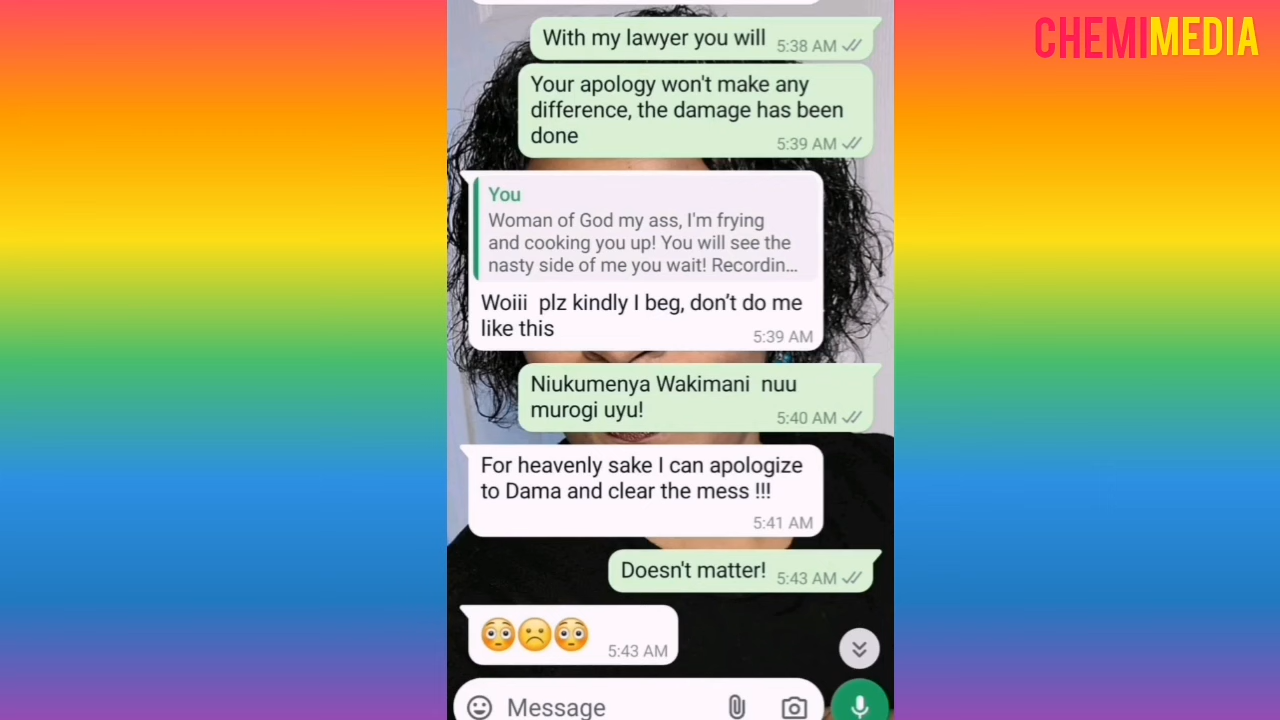 CHEMIMEDIA
With my lawyer you will
5:38 AM
Your apology won't make any
difference, the damage has been
done
5:39 AM
You
Woman of God my ass, I'm frying
and cooking you up! You will see the
nasty side of me you wait! Recordin...
Woiii plz kindly I beg, don't do me
like this
5:39 AM
Niukumenya Wakimani nuu
murogi uyu!
5:40 AM
For heavenly sake I can apologize
to Dama and clear the mess !!!
5:41 AM
Doesn't matter!
5:43 AM
5:43 AM
Message